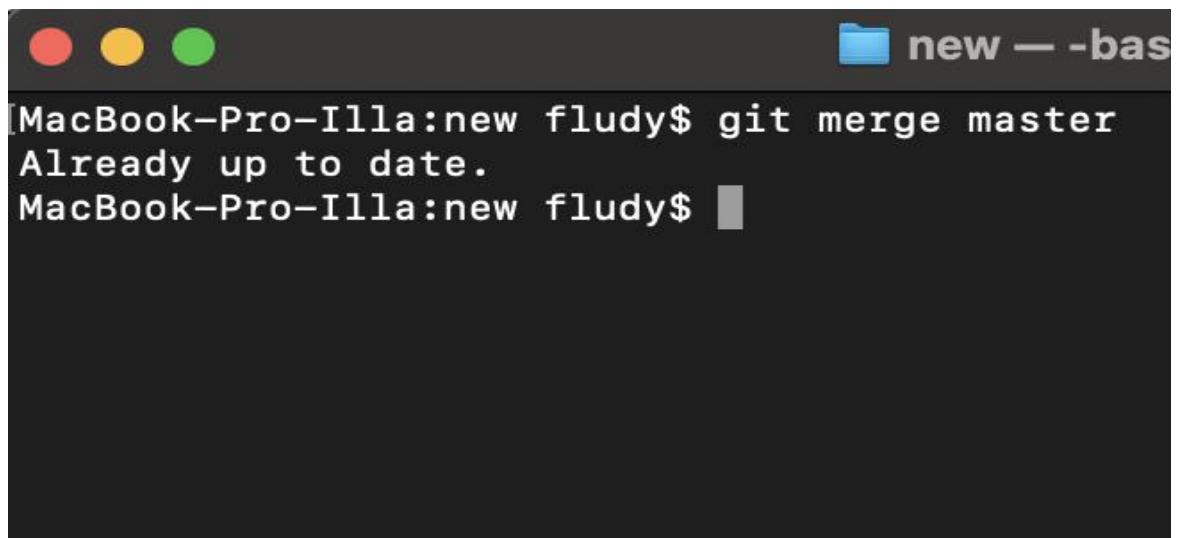 new — -bas
[MacBook-Pro-Illa:new fludy$ git merge master
Already up to date.
MacBook-Pro-Illa:new fludy$